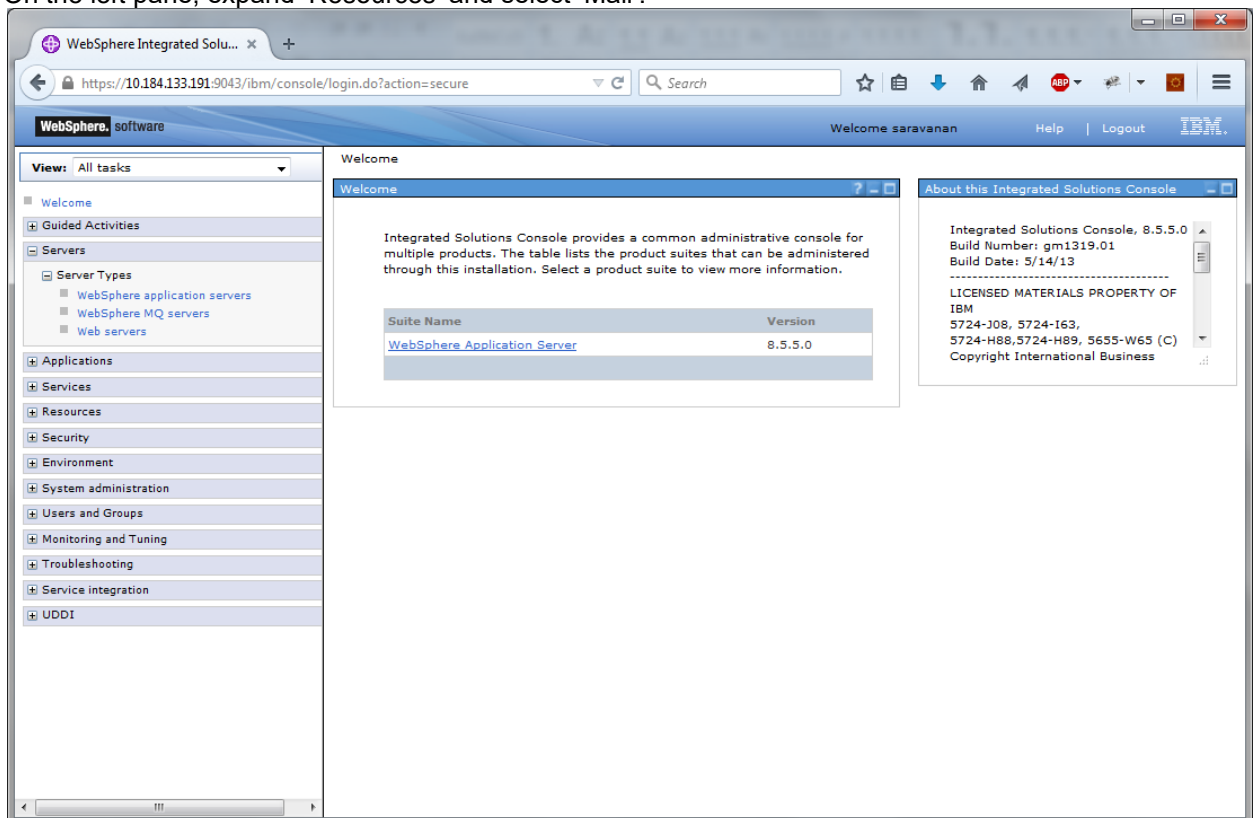 On the left pane, expand 'Resources' and select 'Mail'.
WebSphere Integrated Solu... × +
https://10.184.133.191:9043/ibm/console/login.do?action=secure
Search
ABP
WebSphere. software
Welcome saravanan
Help | Logout
IBM.
View: All tasks
Welcome
Guided Activities
Servers
Server Types
WebSphere application servers
WebSphere MQ servers
Web servers
Applications
Services
Resources
Security
Environment
System administration
Users and Groups
Monitoring and Tuning
Troubleshooting
Service integration
UDDI
Welcome
Welcome
Integrated Solutions Console provides a common administrative console for
multiple products. The table lists the product suites that can be administered
through this installation. Select a product suite to view more information.
Suite Name Version
WebSphere Application Server 8.5.5.0
About this Integrated Solutions Console
Integrated Solutions Console, 8.5.5.0
Build Number: gm1319.01
Build Date: 5/14/13
----------------------------------------
LICENSED MATERIALS PROPERTY OF
IBM
5724-J08, 5724-I63,
5724-H88,5724-H89, 5655-W65 (C)
Copyright International Business